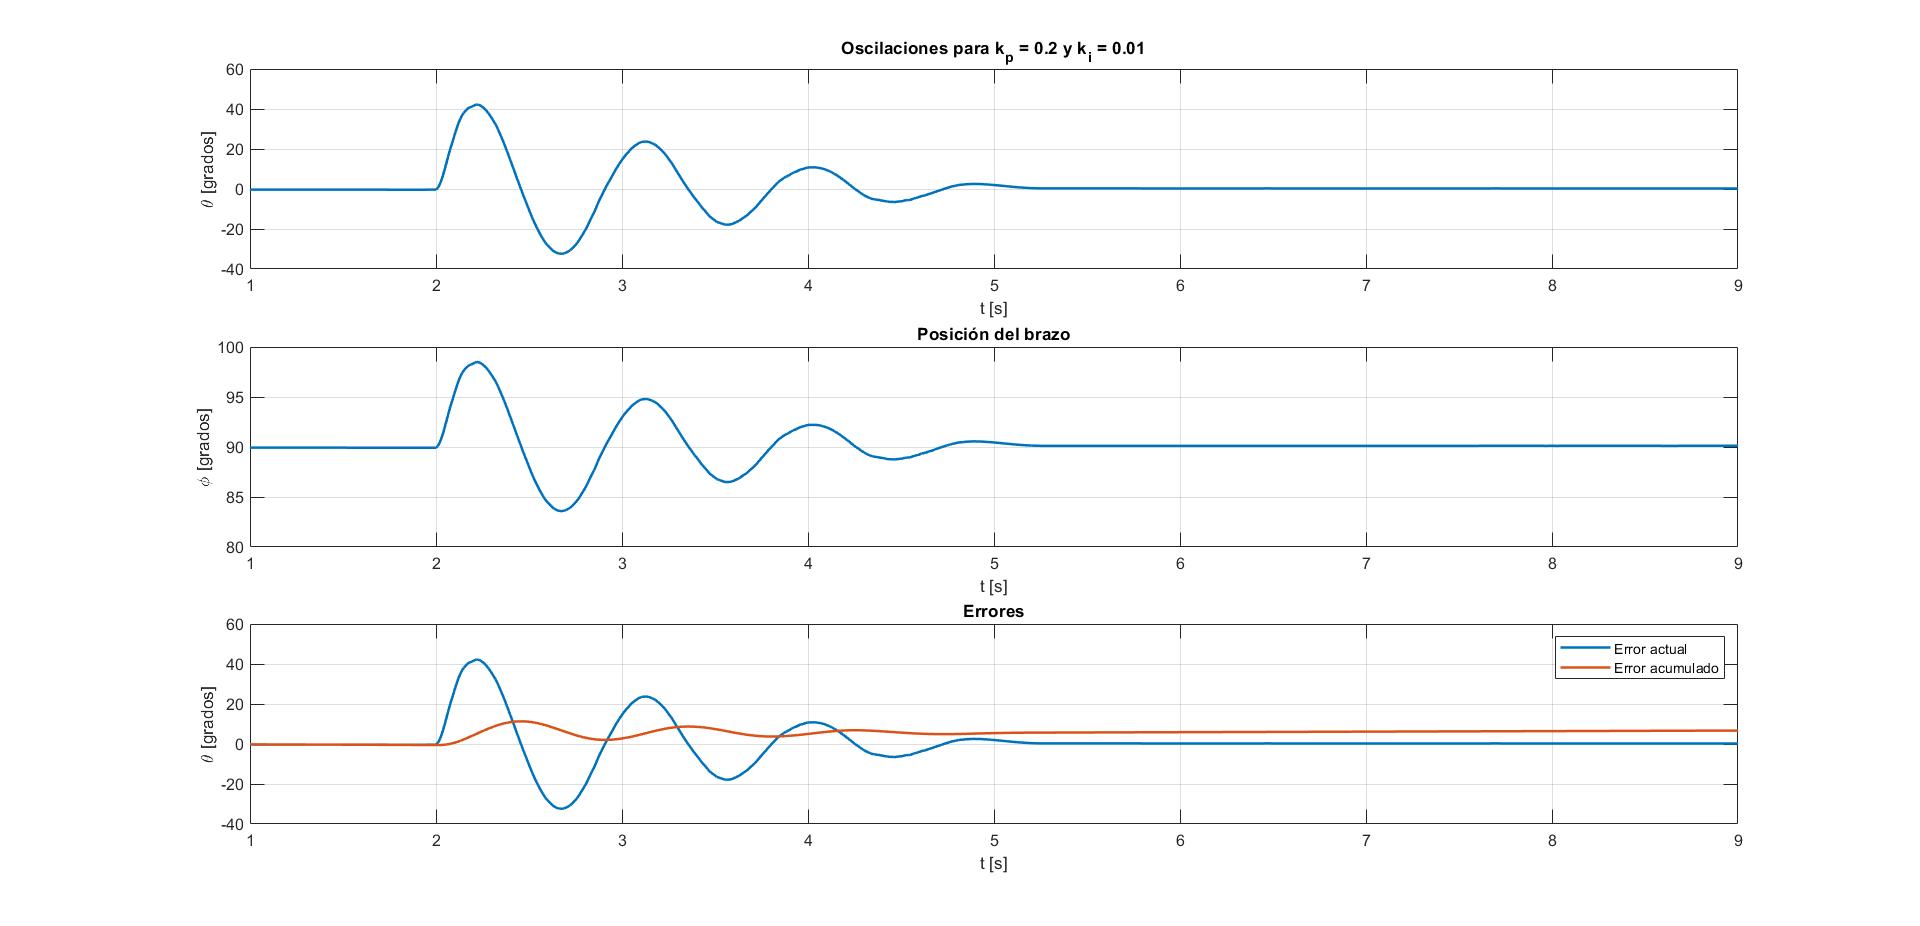 Oscilaciones para k_p = 0.2 y k_i = 0.01
60
40
20
0
-20
-40
θ [grados]
1 2 3 4 5 6 7 8 9
t [s]
Posición del brazo
100
95
90
85
80
ϕ [grados]
1 2 3 4 5 6 7 8 9
t [s]
Errores
60
40
20
0
-20
-40
θ [grados]
Error actual
Error acumulado
1 2 3 4 5 6 7 8 9
t [s]